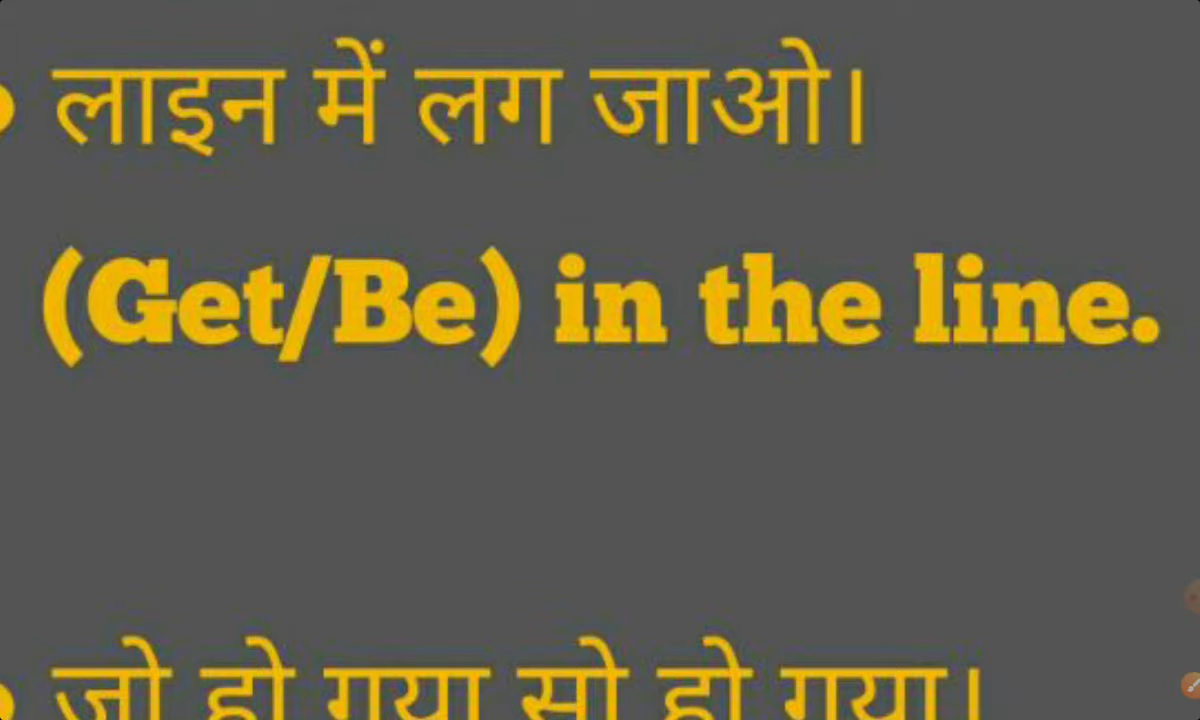 • लाइन में लग जाओ।
(Get/Be) in the line.
• जो हो गया सो हो गया।